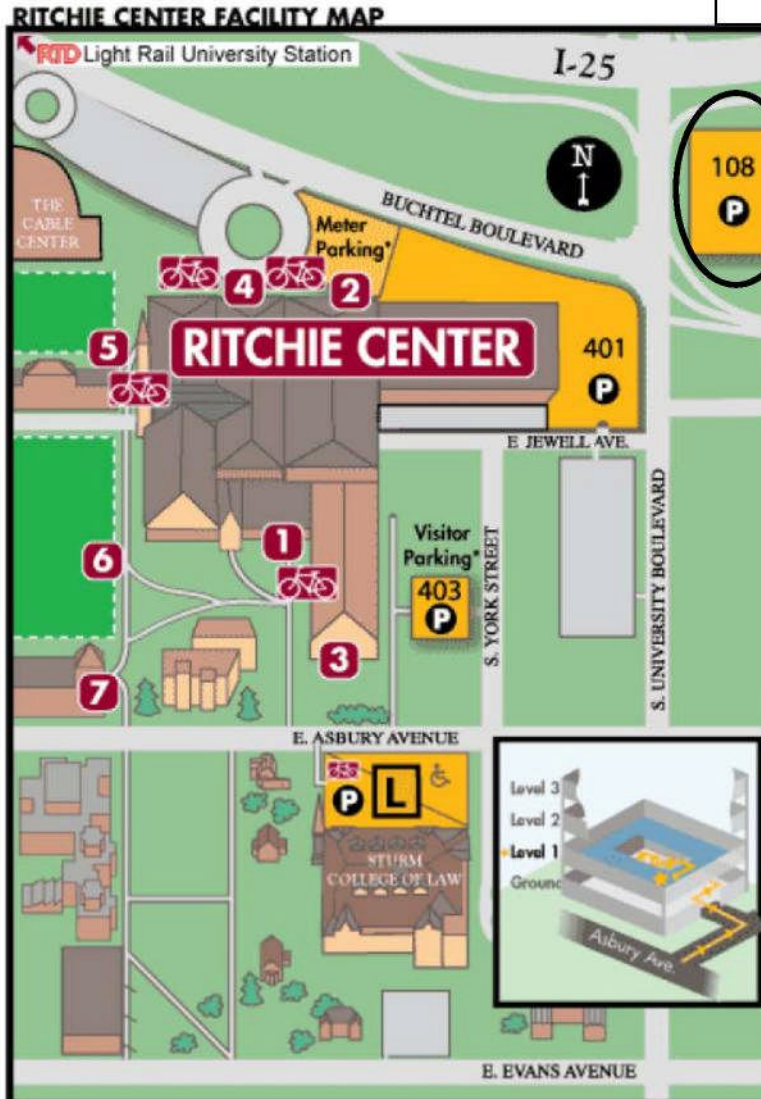 RITCHIE CENTER FACILITY MAP
RTD Light Rail University Station
I-25
N
108
P
THE
CABLE
CENTER
BUCHTEL BOULEVARD
Meter
Parking*
4
2
5
RITCHIE CENTER
401
P
E JEWELL AVE.
1
Visitor
Parking*
403
P
6
S. YORK STREET
S. UNIVERSITY BOULEVARD
3
7
E. ASBURY AVENUE
P
L
STURM
COLLEGE OF LAW
Level 3
Level 2
Level 1
Ground
Asbury Ave.
E. EVANS AVENUE